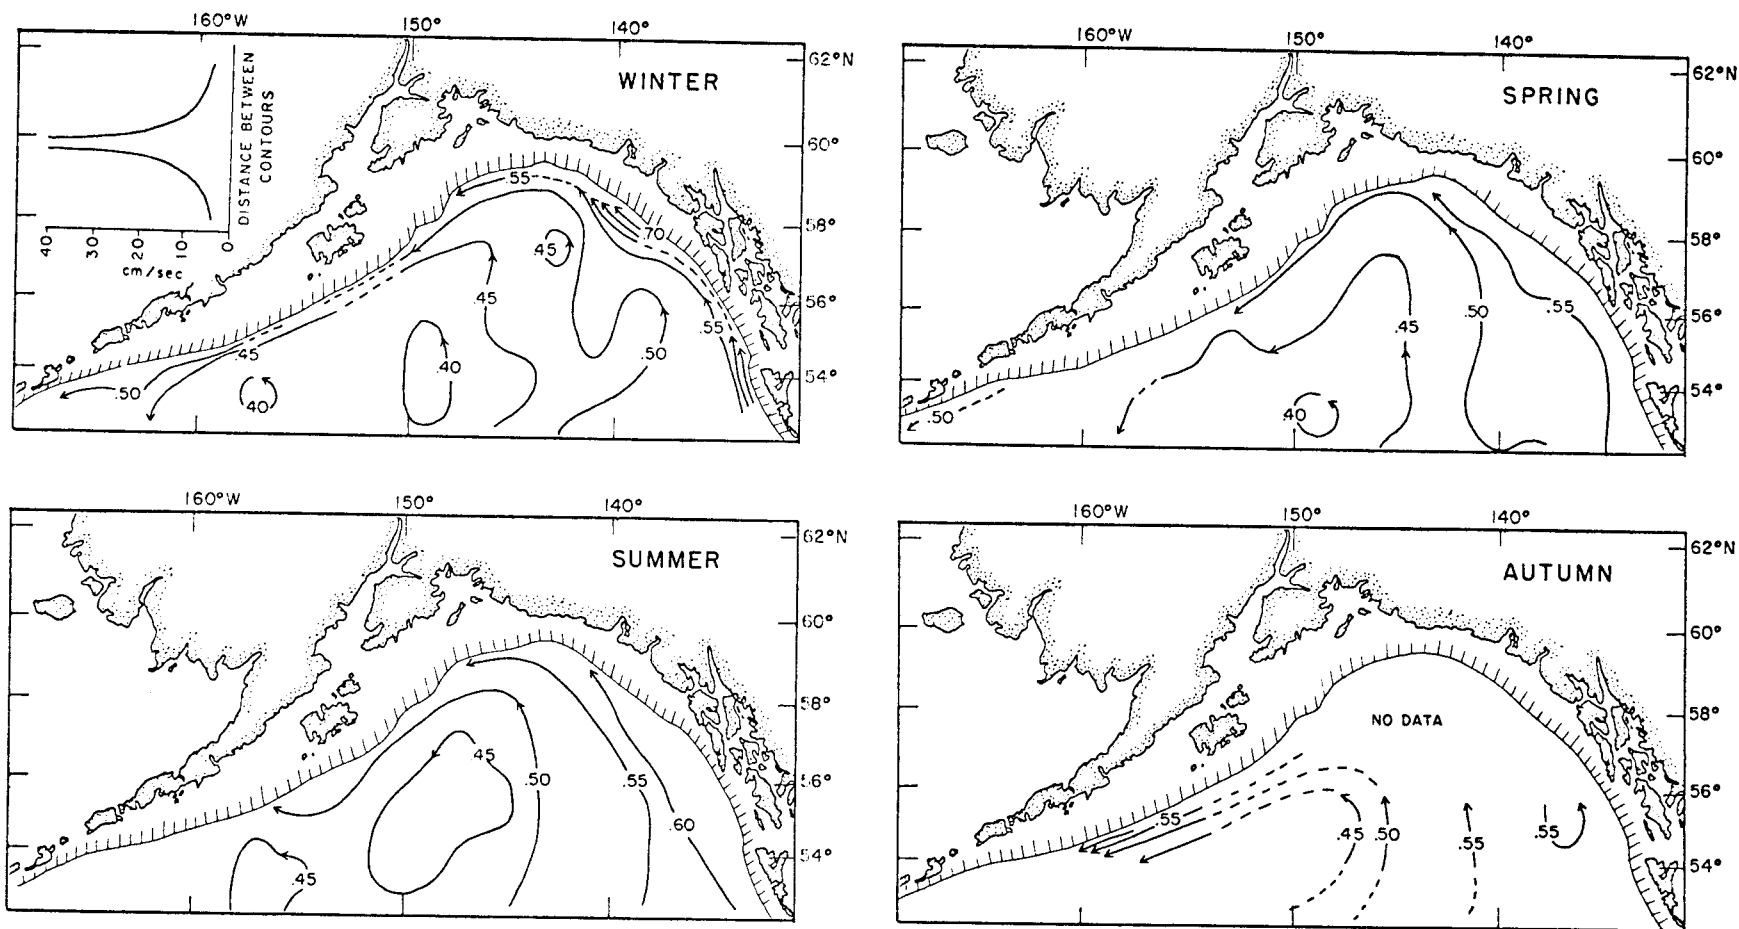 160°W 150° 140°
WINTER
62°N
60°
58°
56°
54°
DISTANCE BETWEEN
CONTOURS
40 30 20 10 0
cm/sec
.55
.70
.45
.45
.55
.45
.50
.40
.50
.40
160°W 150° 140°
SPRING
62°N
60°
58°
56°
54°
.55
.50
.45
.40
.50
160°W 150° 140°
SUMMER
62°N
60°
58°
56°
54°
.45
.50
.55
.60
.45
160°W 150° 140°
AUTUMN
62°N
60°
58°
56°
54°
NO DATA
.55
.45 .50 .55 .55